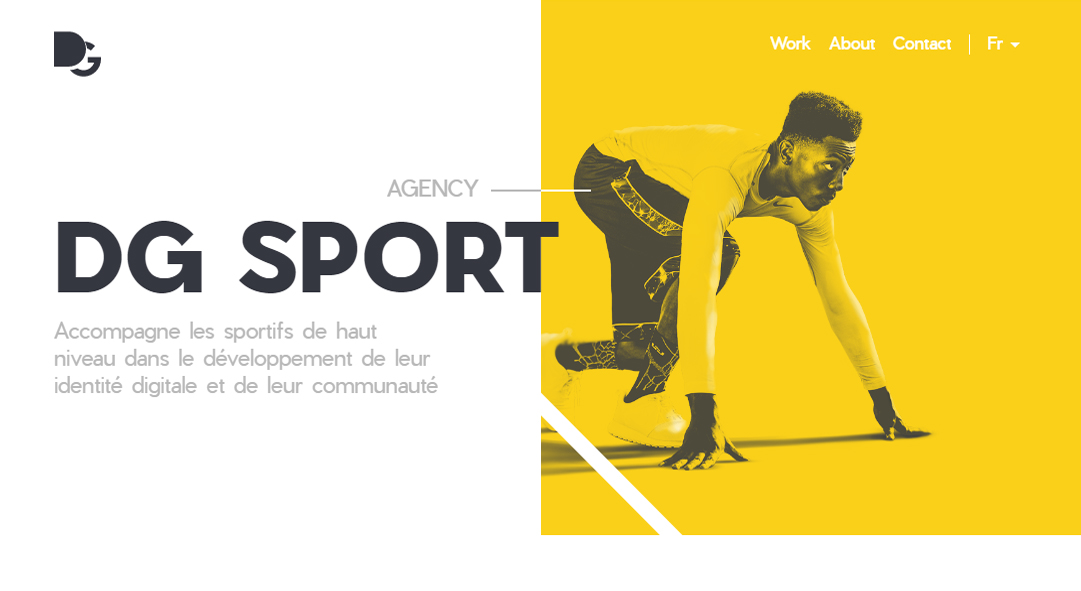 DG
Work About Contact Fr
AGENCY
DG SPORT
Accompagne les sportifs de haut
niveau dans le développement de leur
identité digitale et de leur communauté